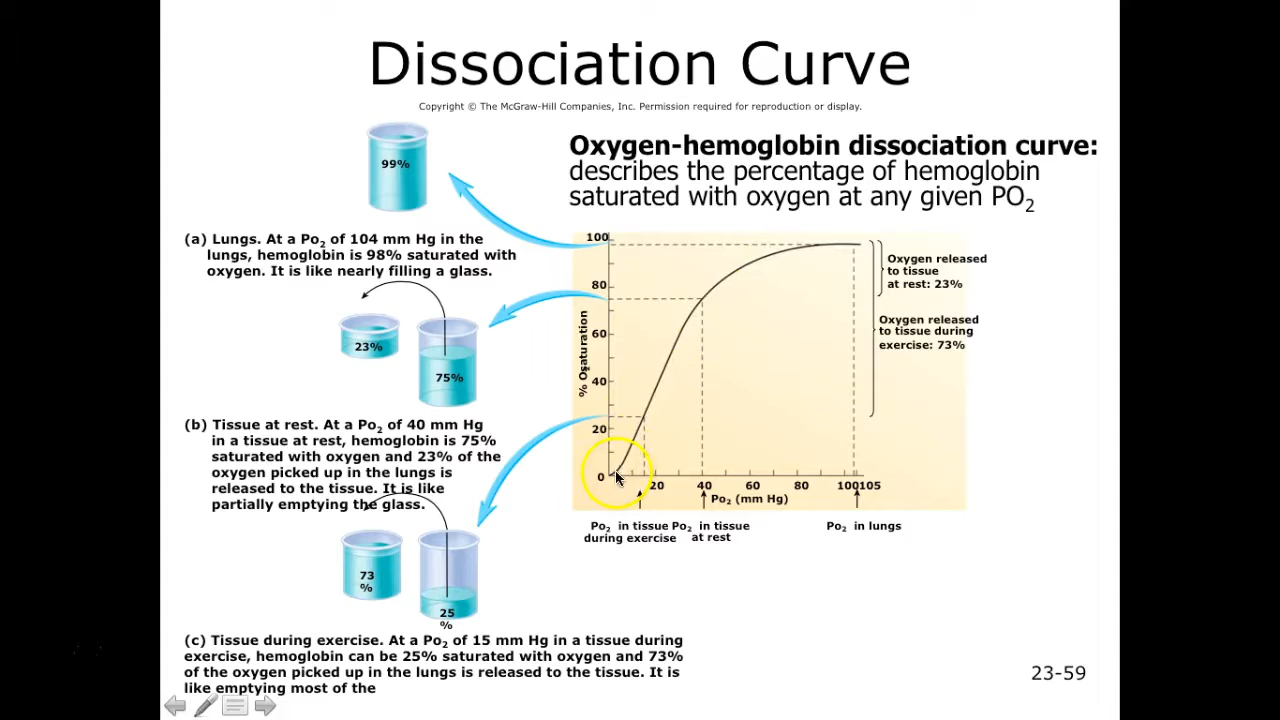 Dissociation Curve
Copyright © The McGraw-Hill Companies, Inc. Permission required for reproduction or display.
99%
Oxygen-hemoglobin dissociation curve:
describes the percentage of hemoglobin
saturated with oxygen at any given PO2
(a) Lungs. At a Po2 of 104 mm Hg in the
lungs, hemoglobin is 98% saturated with
oxygen. It is like nearly filling a glass.
23%
75%
(b) Tissue at rest. At a Po2 of 40 mm Hg
in a tissue at rest, hemoglobin is 75%
saturated with oxygen and 23% of the
oxygen picked up in the lungs is
released to the tissue. It is like
partially emptying the glass.
73
%
25
%
(c) Tissue during exercise. At a Po2 of 15 mm Hg in a tissue during
exercise, hemoglobin can be 25% saturated with oxygen and 73%
of the oxygen picked up in the lungs is released to the tissue. It is
like emptying most of the
% O2saturation
100
80
60
40
20
0
20 40 60 80 100105
Po2 (mm Hg)
Po2 in tissue
during exercise
Po2 in tissue
at rest
Po2 in lungs
Oxygen released
to tissue
at rest: 23%
Oxygen released
to tissue during
exercise: 73%
23-59